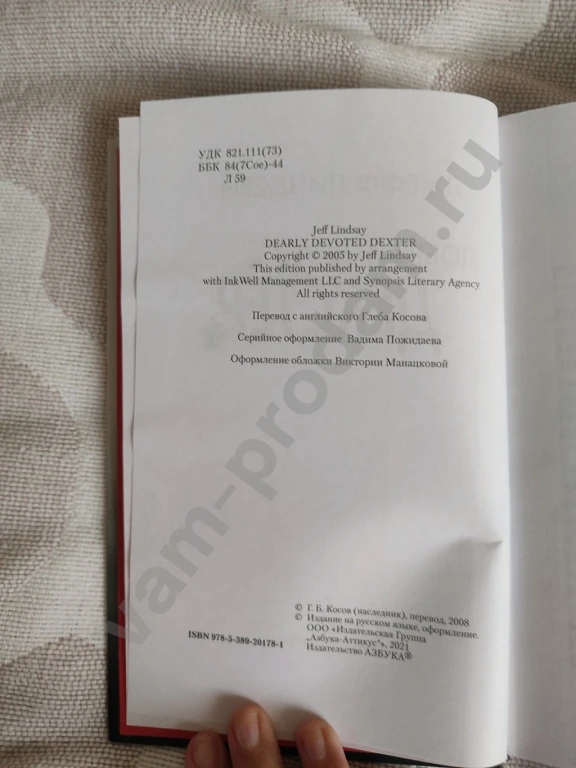 УДК 821.111(73)
ББК 84(7Сое)-44
Л 59
Jeff Lindsay
DEARLY DEVOTED DEXTER
Copyright © 2005 by Jeff Lindsay
This edition published by arrangement
with InkWell Management LLC and Synopsis Literary Agency
All rights reserved
Перевод с английского Глеба Косова
Серийное оформление Вадима Пожидаева
Оформление обложки Виктории Манацковой
© Г. Б. Косов (наследник), перевод, 2008
© Издание на русском языке, оформление.
ООО «Издательская Группа
„Азбука-Аттикус“», 2021
Издательство АЗБУКА®
ISBN 978-5-389-20178-1
vam-prodam.ru